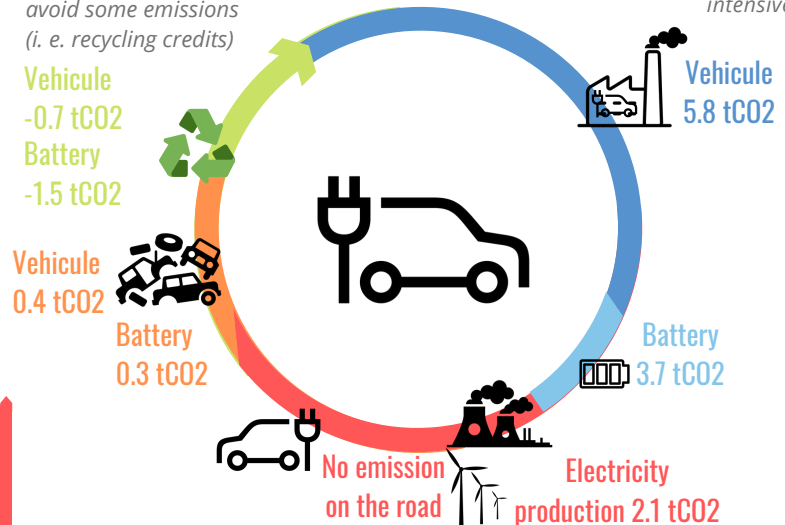 avoid some emissions
(i. e. recycling credits)
intensive
Vehicule
-0.7 tCO2
Battery
-1.5 tCO2
Vehicule
5.8 tCO2
Vehicule
0.4 tCO2
Battery
0.3 tCO2
Battery
3.7 tCO2
No emission
on the road
Electricity
production 2.1 tCO2